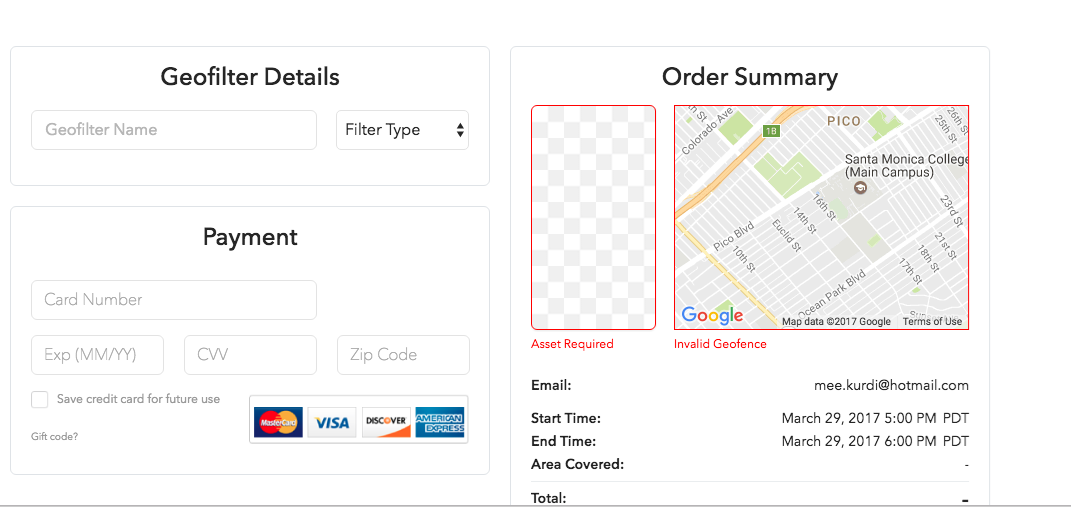 Geofilter Details
Geofilter Name
Filter Type
Payment
Card Number
Exp (MM/YY)
CVV
Zip Code
Save credit card for future use
MasterCard
VISA
DISCOVER
AMERICAN EXPRESS
Gift code?
Order Summary
Colorado Ave
18
PICO
25th St
26th St
Santa Monica College
(Main Campus)
23rd St
16th St
14th St
Euclid St
Pico Blvd
10th St
21st St
18th St
17th St
Ocean Park Blvd
Google
Map data ©2017 Google
Terms of Use
Asset Required
Invalid Geofence
Email: mee.kurdi@hotmail.com
Start Time: March 29, 2017 5:00 PM PDT
End Time: March 29, 2017 6:00 PM PDT
Area Covered: -
Total: -